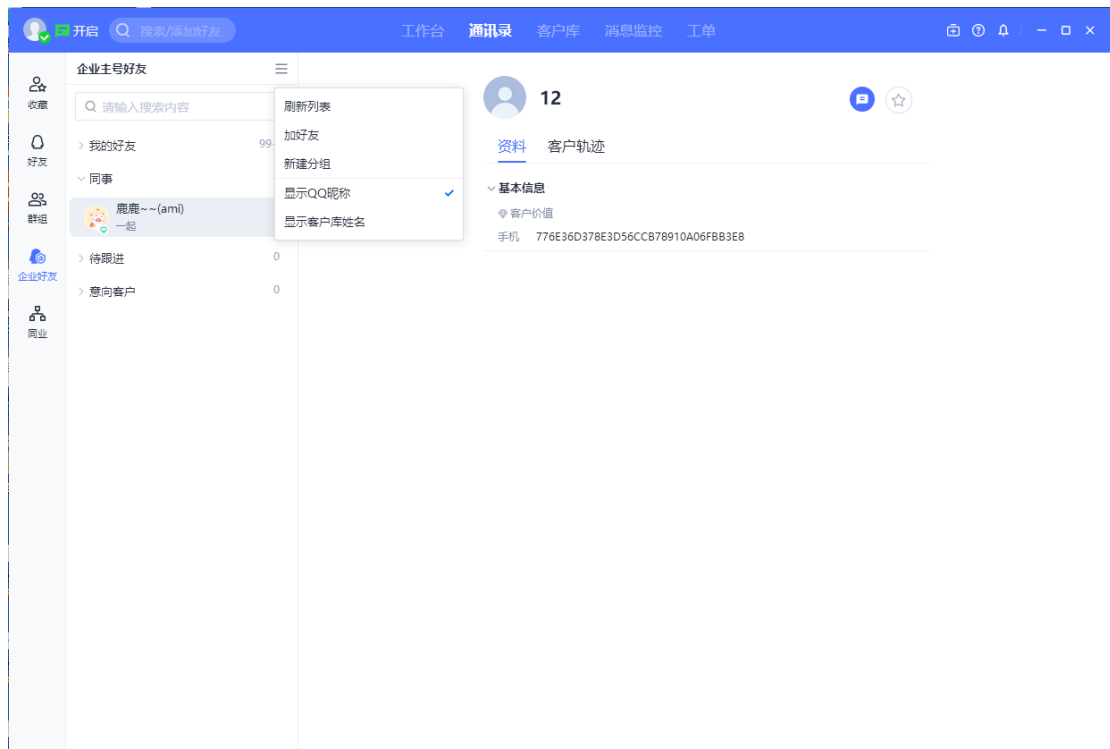 开启 搜索/添加好友 工作台 通讯录 客户库 消息监控 工单
收藏
好友
群组
企业好友
同业
企业主号好友
请输入搜索内容
我的好友 99
同事
鹿鹿~~(ami)
一起
待跟进 0
意向客户 0
刷新列表
加好友
新建分组
显示QQ昵称
显示客户库姓名
12
资料 客户轨迹
基本信息
客户价值
手机 776E36D378E3D56CCB78910A06FBB3E8